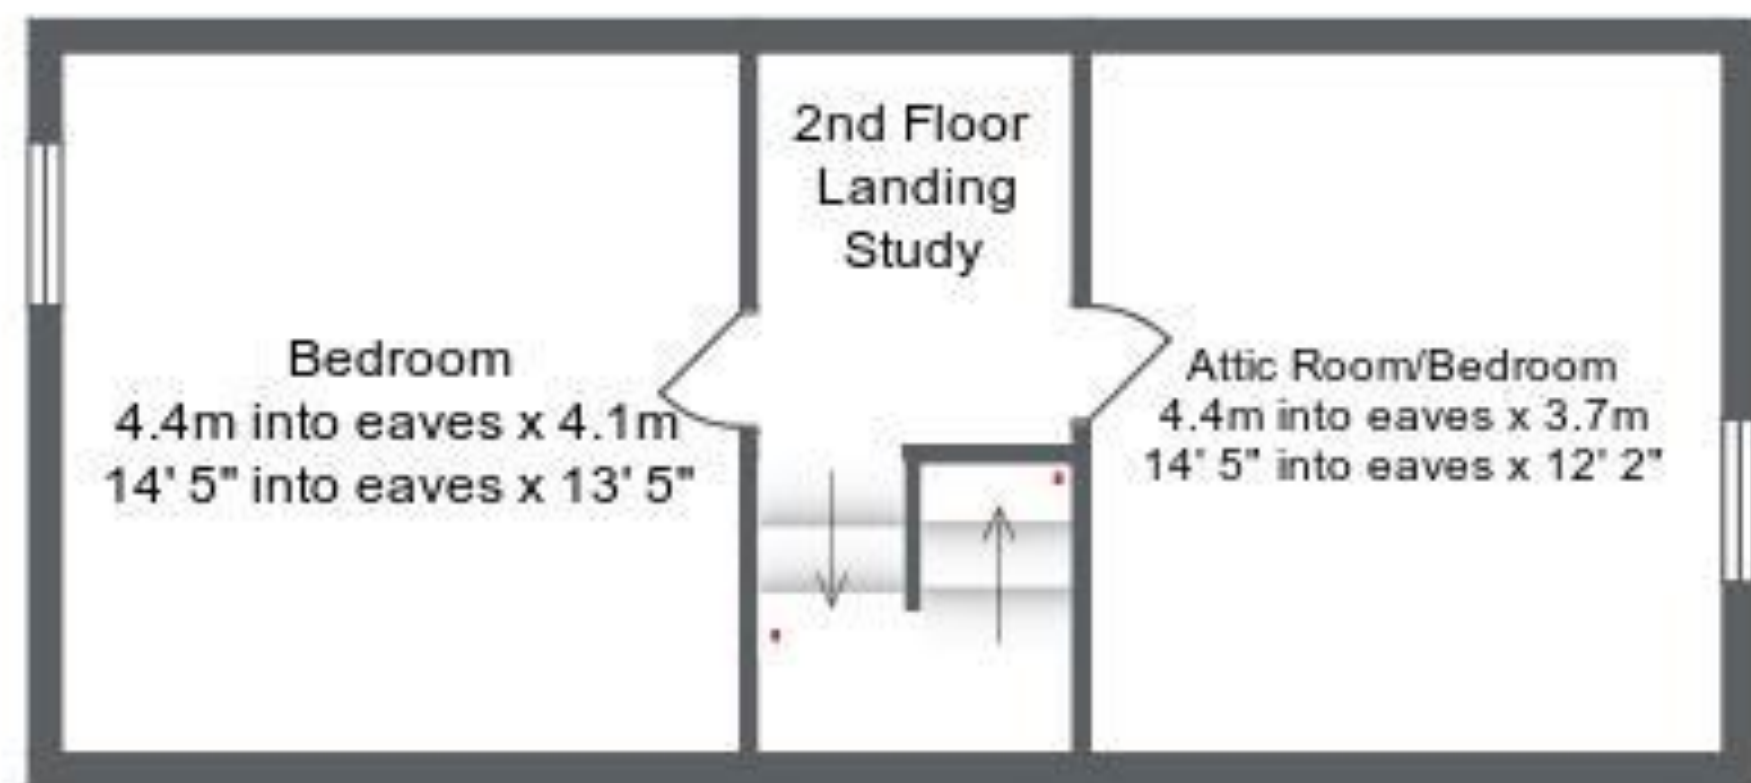 2nd Floor
Landing
Study
Bedroom
4.4m into eaves x 4.1m
14' 5" into eaves x 13' 5"
Attic Room/Bedroom
4.4m into eaves x 3.7m
14' 5" into eaves x 12' 2"